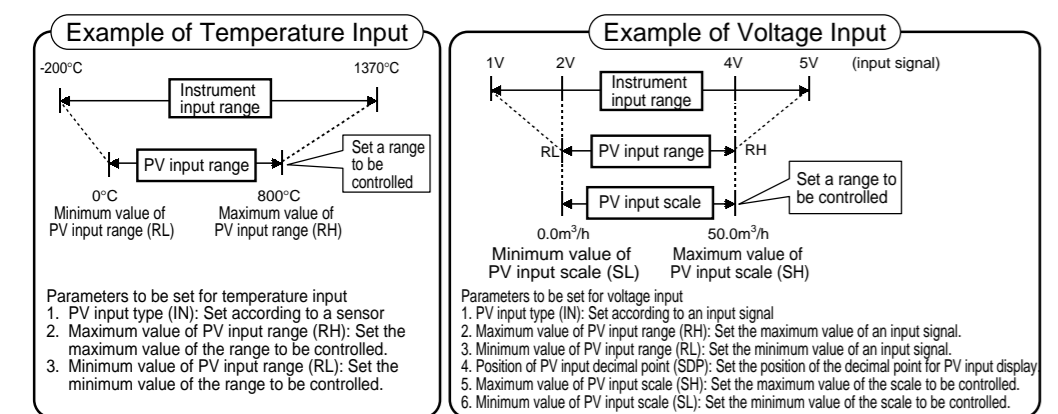 Example of Temperature Input
-200°C 1370°C
Instrument
input range
PV input range
Set a range
to be
controlled
0°C 800°C
Minimum value of Maximum value of
PV input range (RL) PV input range (RH)
Parameters to be set for temperature input
1. PV input type (IN): Set according to a sensor
2. Maximum value of PV input range (RH): Set the
maximum value of the range to be controlled.
3. Minimum value of PV input range (RL): Set the
minimum value of the range to be controlled.
Example of Voltage Input
1V 2V 4V 5V (input signal)
Instrument
input range
RL PV input range RH
PV input scale
Set a range to
be controlled
0.0m³/h 50.0m³/h
Minimum value of Maximum value of
PV input scale (SL) PV input scale (SH)
Parameters to be set for voltage input
1. PV input type (IN): Set according to an input signal
2. Maximum value of PV input range (RH): Set the maximum value of an input signal.
3. Minimum value of PV input range (RL): Set the minimum value of an input signal.
4. Position of PV input decimal point (SDP): Set the position of the decimal point for PV input display.
5. Maximum value of PV input scale (SH): Set the maximum value of the scale to be controlled.
6. Minimum value of PV input scale (SL): Set the minimum value of the scale to be controlled.